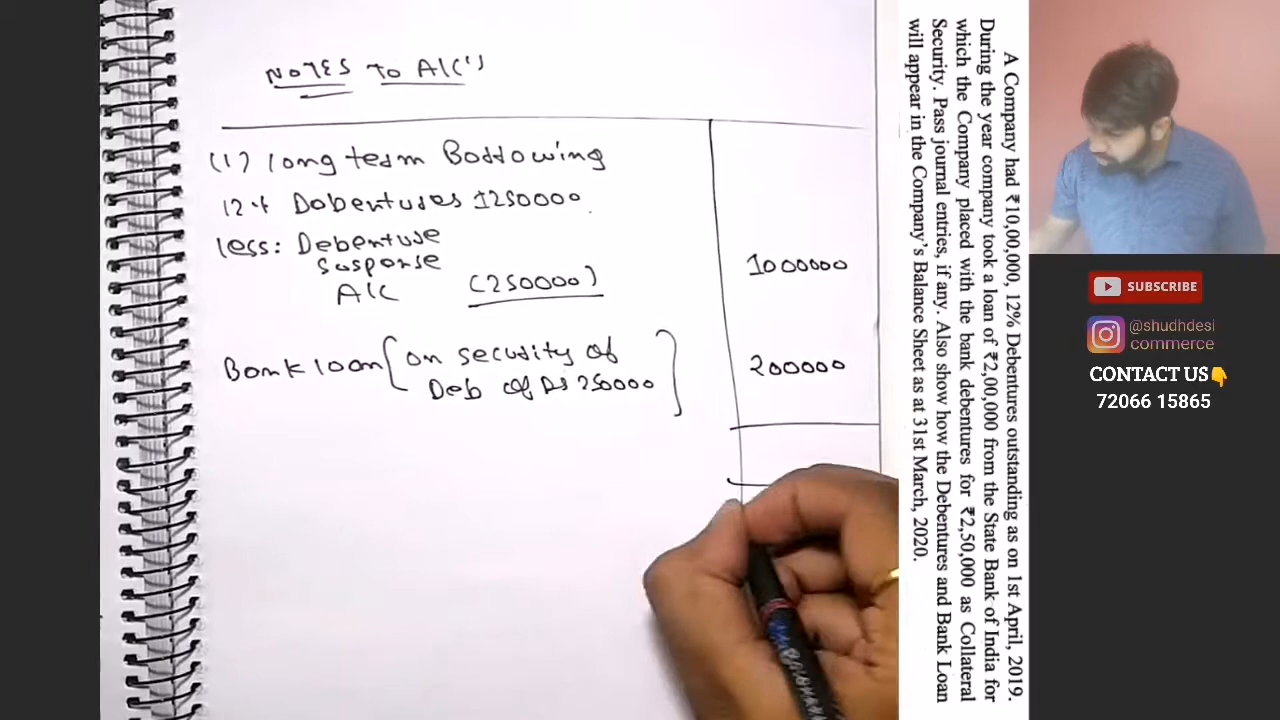 NOTES TO A/C's
(1) long term Borrowing
12% Debentures 1250000
less: Debenture
suspense
A/C (250000)
1000000
Bank loan (on security of
Deb of Rs 250000)
200000
A Company had ₹10,00,000, 12% Debentures outstanding as on 1st April, 2019.
During the year company took a loan of ₹2,00,000 from the State Bank of India for
which the Company placed with the bank debentures for ₹2,50,000 as Collateral
Security. Pass journal entries, if any. Also show how the Debentures and Bank Loan
will appear in the Company's Balance Sheet as at 31st March, 2020.
SUBSCRIBE
@shudhdesi
commerce
CONTACT US👇
72066 15865